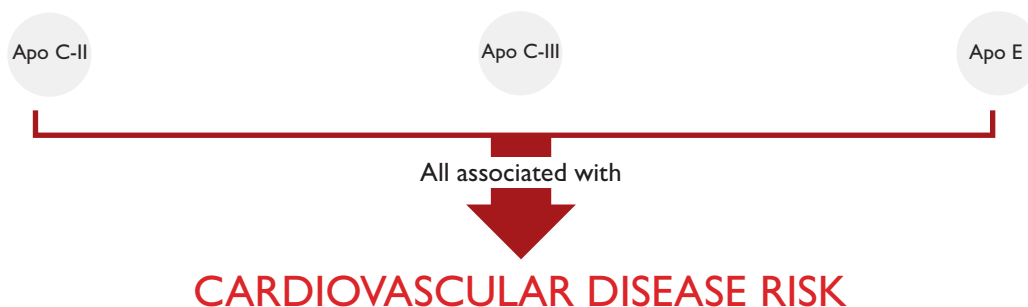 Apo C-II
Apo C-III
Apo E
All associated with
CARDIOVASCULAR DISEASE RISK